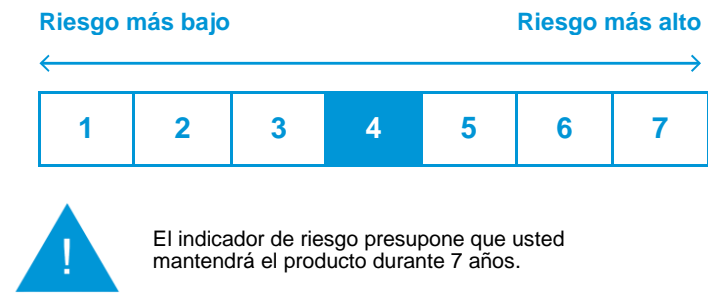 Riesgo más bajo Riesgo más alto
1 2 3 4 5 6 7
!
El indicador de riesgo presupone que usted
mantendrá el producto durante 7 años.